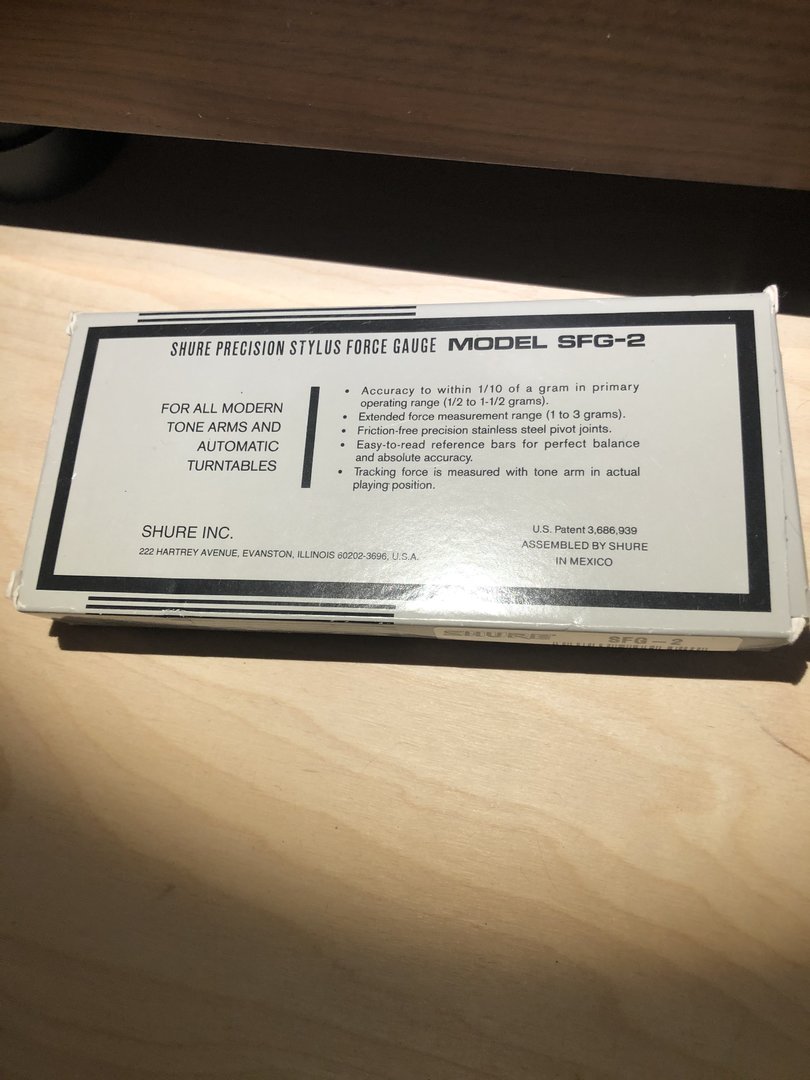 SHURE PRECISION STYLUS FORCE GAUGE MODEL SFG-2
FOR ALL MODERN
TONE ARMS AND
AUTOMATIC
TURNTABLES
• Accuracy to within 1/10 of a gram in primary
operating range (1/2 to 1-1/2 grams).
• Extended force measurement range (1 to 3 grams).
• Friction-free precision stainless steel pivot joints.
• Easy-to-read reference bars for perfect balance
and absolute accuracy.
• Tracking force is measured with tone arm in actual
playing position.
SHURE INC.
222 HARTREY AVENUE, EVANSTON, ILLINOIS 60202-3696, U.S.A.
U.S. Patent 3,686,939
ASSEMBLED BY SHURE
IN MEXICO
SHURE SFG-2